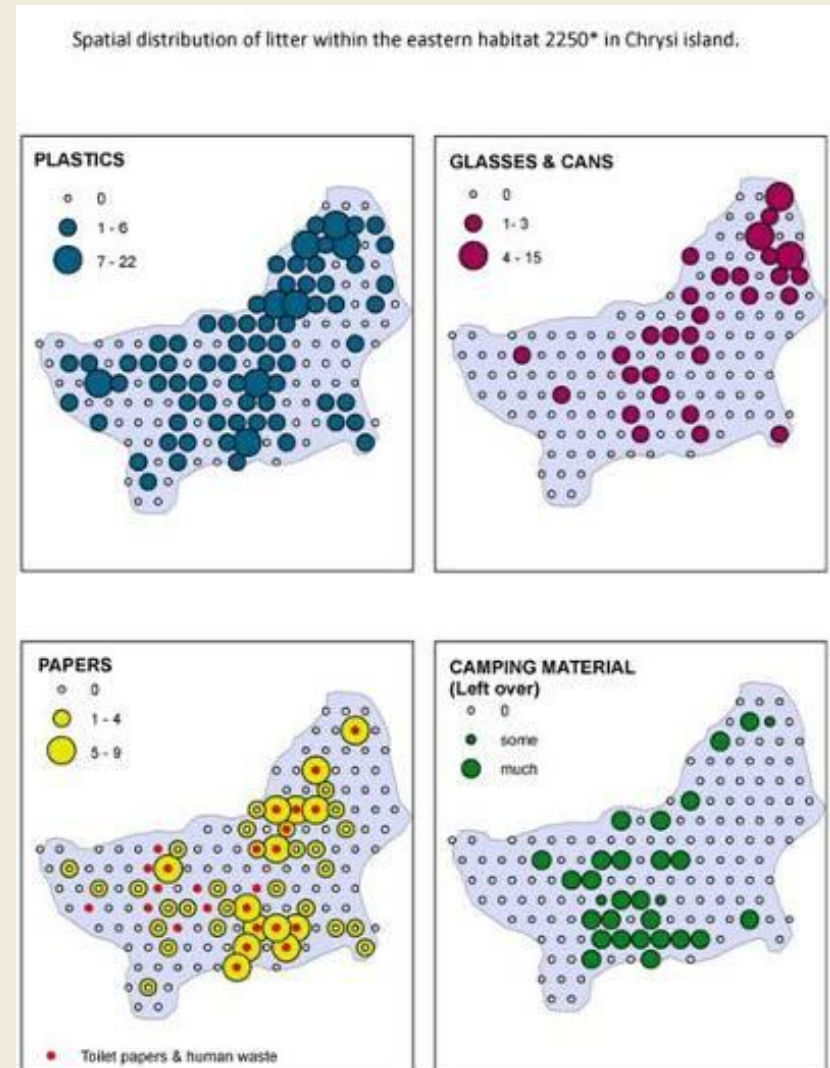 Spatial distribution of litter within the eastern habitat 2250* in Chrysi island.
PLASTICS
0
1 - 6
7 - 22
GLASSES & CANS
0
1- 3
4 - 15
PAPERS
0
1 - 4
5 - 9
Toilet papers & human waste
CAMPING MATERIAL
(Left over)
0
some
much